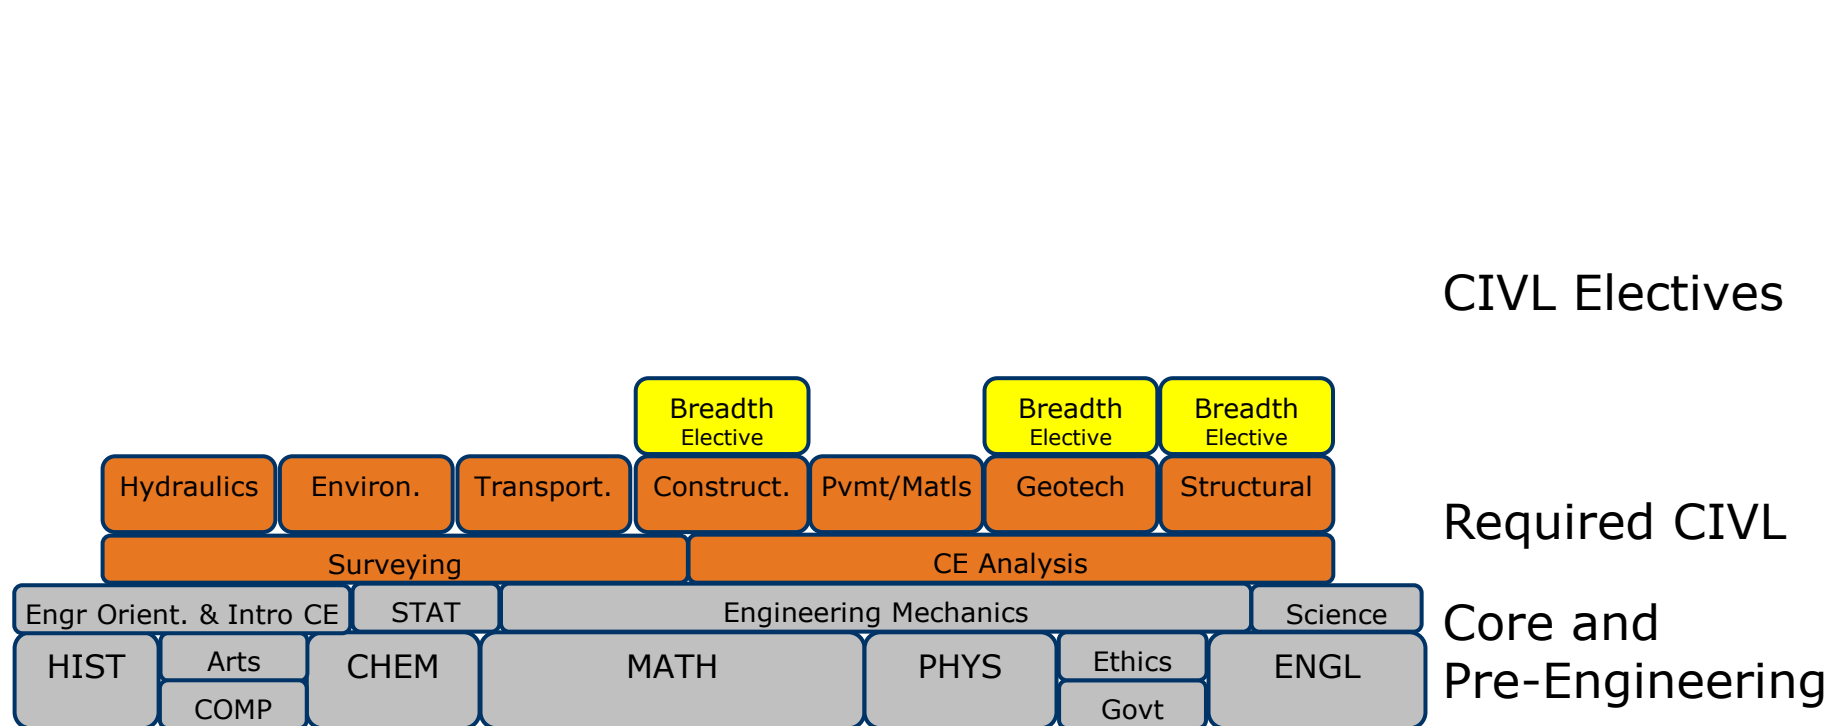 CIVL Electives
Breadth
Elective
Breadth
Elective
Breadth
Elective
Hydraulics
Environ.
Transport.
Construct.
Pvmt/Matls
Geotech
Structural
Required CIVL
Surveying
CE Analysis
Engr Orient. & Intro CE
STAT
Engineering Mechanics
Science
Core and
Pre-Engineering
HIST
Arts
COMP
CHEM
MATH
PHYS
Ethics
Govt
ENGL